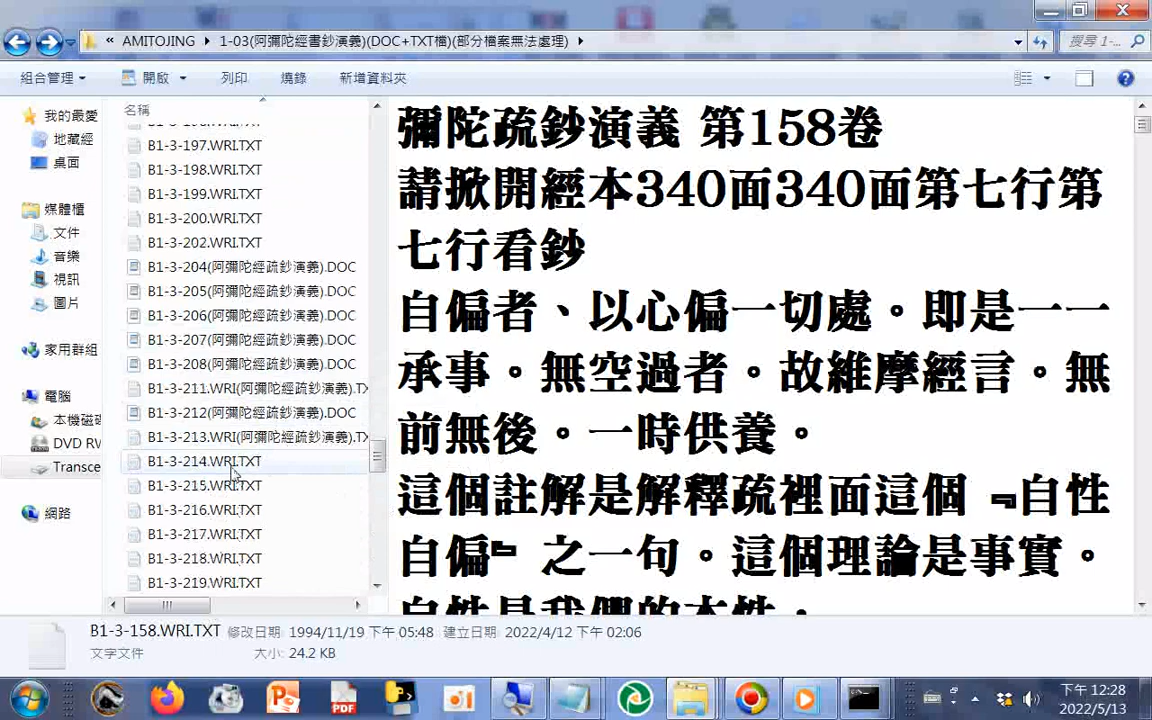 « AMITOJING ▸ 1-03(阿彌陀經書鈔演義)(DOC+TXT檔)(部分檔案無法處理) ▸
搜尋 1-...
組合管理
開啟
列印
燒錄
新增資料夾
我的最愛
地藏經
桌面
媒體櫃
文件
音樂
視訊
圖片
家用群組
電腦
本機磁碟
DVD RW
Transce
網路
名稱
B1-3-197.WRI.TXT
B1-3-198.WRI.TXT
B1-3-199.WRI.TXT
B1-3-200.WRI.TXT
B1-3-202.WRI.TXT
B1-3-204(阿彌陀經疏鈔演義).DOC
B1-3-205(阿彌陀經疏鈔演義).DOC
B1-3-206(阿彌陀經疏鈔演義).DOC
B1-3-207(阿彌陀經疏鈔演義).DOC
B1-3-208(阿彌陀經疏鈔演義).DOC
B1-3-211.WRI(阿彌陀經疏鈔演義).TX
B1-3-212(阿彌陀經疏鈔演義).DOC
B1-3-213.WRI(阿彌陀經疏鈔演義).TX
B1-3-214.WRI.TXT
B1-3-215.WRI.TXT
B1-3-216.WRI.TXT
B1-3-217.WRI.TXT
B1-3-218.WRI.TXT
B1-3-219.WRI.TXT
彌陀疏鈔演義 第158卷
請掀開經本340面340面第七行第
七行看鈔
自偏者、以心偏一切處。即是一一
承事。無空過者。故維摩經言。無
前無後。一時供養。
這個註解是解釋疏裡面這個『自性
自偏』之一句。這個理論是事實。
自性是我們的本性，
B1-3-158.WRI.TXT 修改日期: 1994/11/19 下午 05:48 建立日期: 2022/4/12 下午 02:06
文字文件 大小: 24.2 KB
下午 12:28
2022/5/13